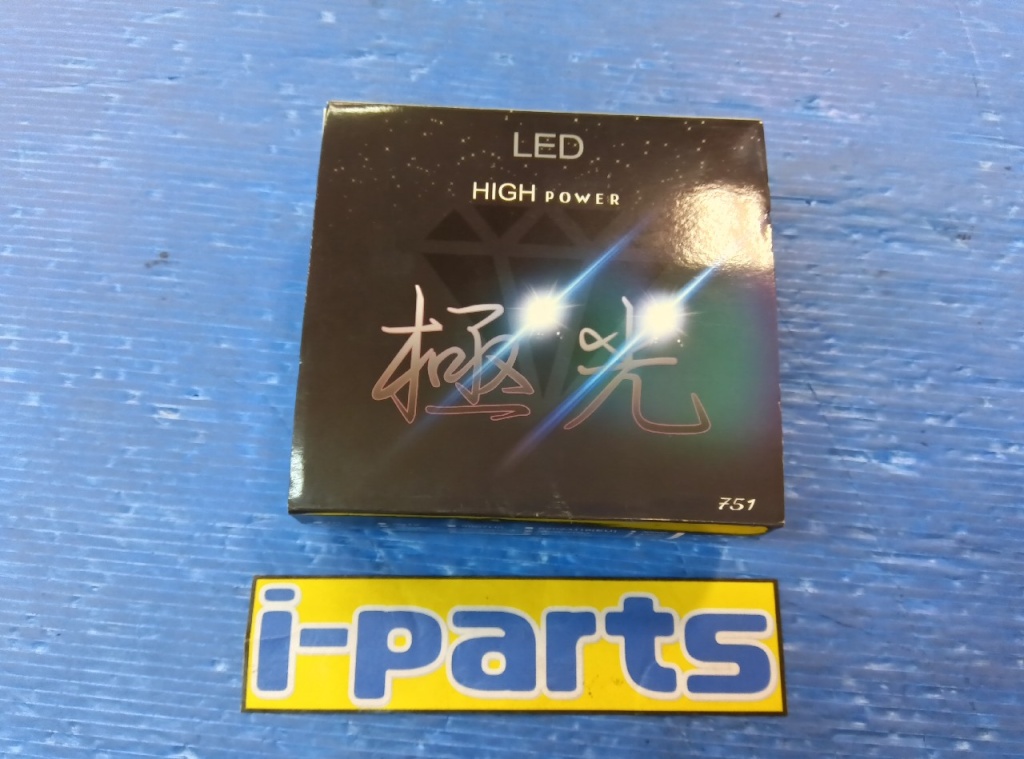 LED
HIGH POWER
極光
751
i-parts